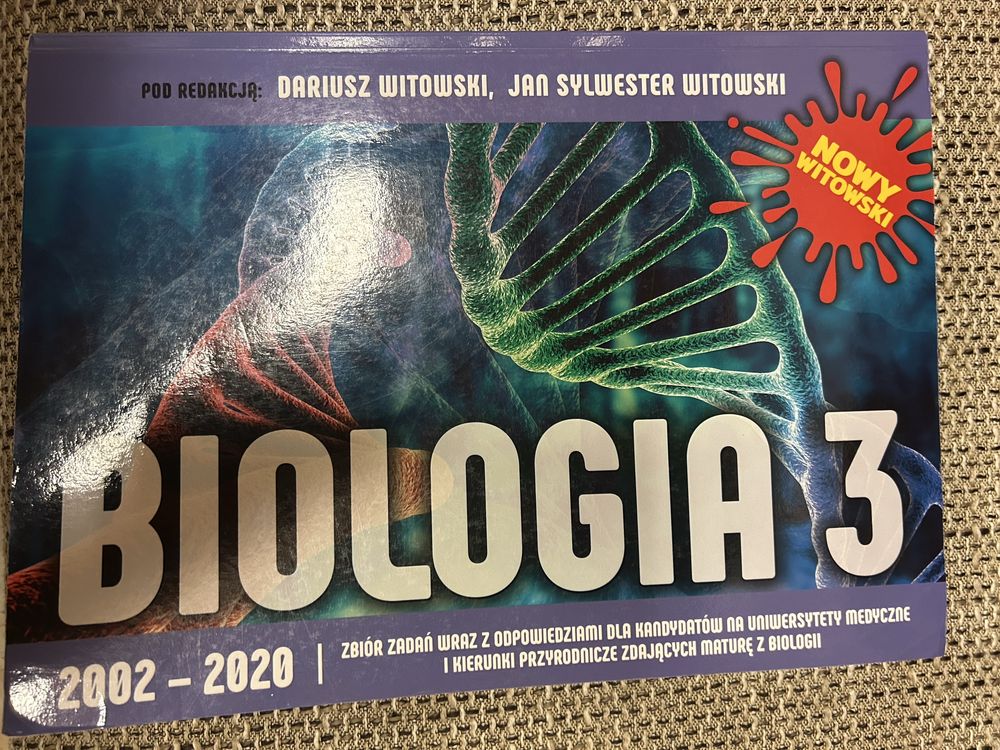 POD REDAKCJĄ: DARIUSZ WITOWSKI, JAN SYLWESTER WITOWSKI
NOWY
WITOWSKI
BIOLOGIA 3
2002 – 2020 |
ZBIÓR ZADAŃ WRAZ Z ODPOWIEDZIAMI DLA KANDYDATÓW NA UNIWERSYTETY MEDYCZNE
I KIERUNKI PRZYRODNICZE ZDAJĄCYCH MATURĘ Z BIOLOGII